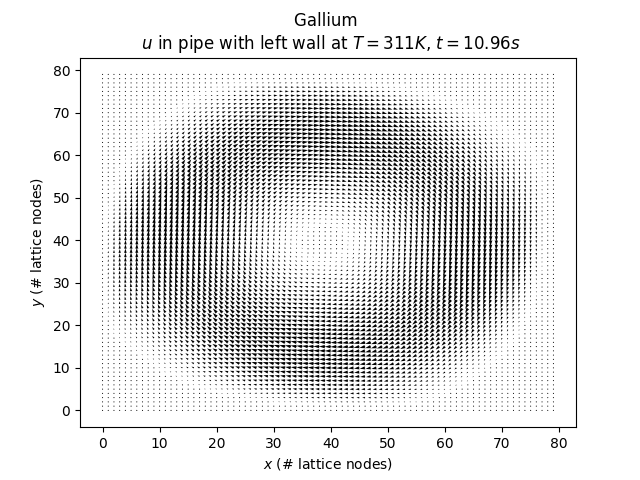 Gallium
u in pipe with left wall at T = 311K, t = 10.96s
80
70
60
50
40
30
20
10
0
y (# lattice nodes)
0 10 20 30 40 50 60 70 80
x (# lattice nodes)